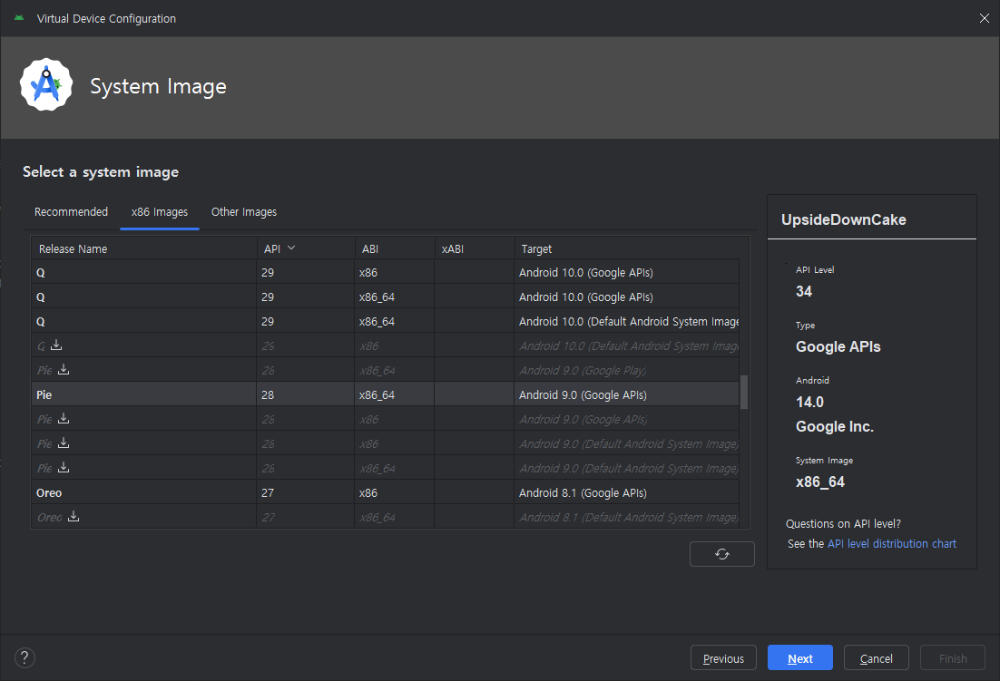 Virtual Device Configuration
System Image
Select a system image
Recommended x86 Images Other Images
Release Name API ABI xABI Target
Q 29 x86 Android 10.0 (Google APIs)
Q 29 x86_64 Android 10.0 (Google APIs)
Q 29 x86_64 Android 10.0 (Default Android System Image
Q 29 x86 Android 10.0 (Default Android System Imag
Pie 28 x86_64 Android 9.0 (Google Play)
Pie 28 x86_64 Android 9.0 (Google APIs)
Pie 28 x86 Android 9.0 (Google APIs)
Pie 28 x86 Android 9.0 (Default Android System Image)
Pie 28 x86_64 Android 9.0 (Default Android System Image)
Oreo 27 x86 Android 8.1 (Google APIs)
Oreo 27 x86_64 Android 8.1 (Default Android System Image)
UpsideDownCake
API Level
34
Type
Google APIs
Android
14.0
Google Inc.
System Image
x86_64
Questions on API level?
See the API level distribution chart
? Previous Next Cancel Finish